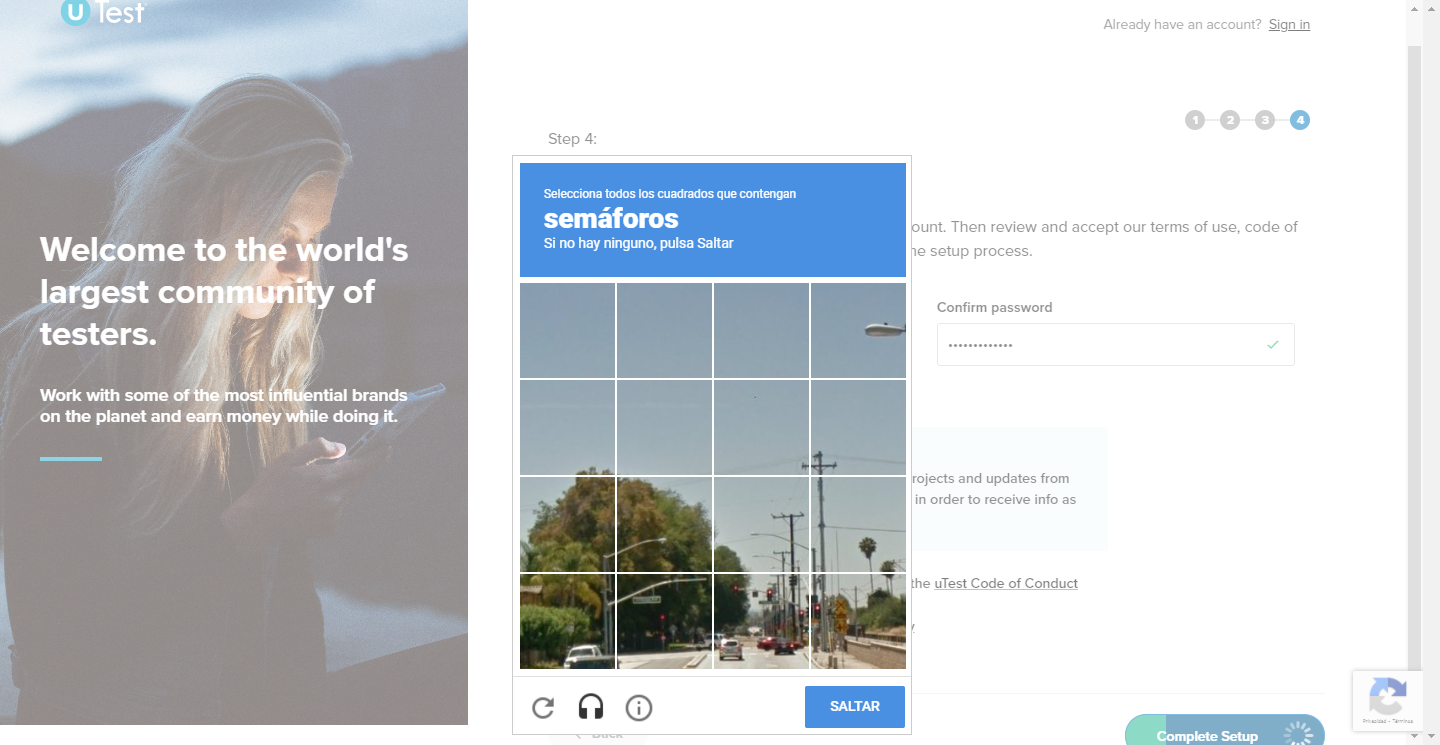 u Test
Already have an account? Sign in
1 2 3 4
Step 4:
Selecciona todos los cuadrados que contengan
semáforos
Si no hay ninguno, pulsa Saltar
ount. Then review and accept our terms of use, code of
he setup process.
Welcome to the world's
largest community of
testers.
Confirm password
Work with some of the most influential brands
on the planet and earn money while doing it.
rojects and updates from
in order to receive info as
the uTest Code of Conduct
SALTAR
Back
Complete Setup
Privacidad - Términos